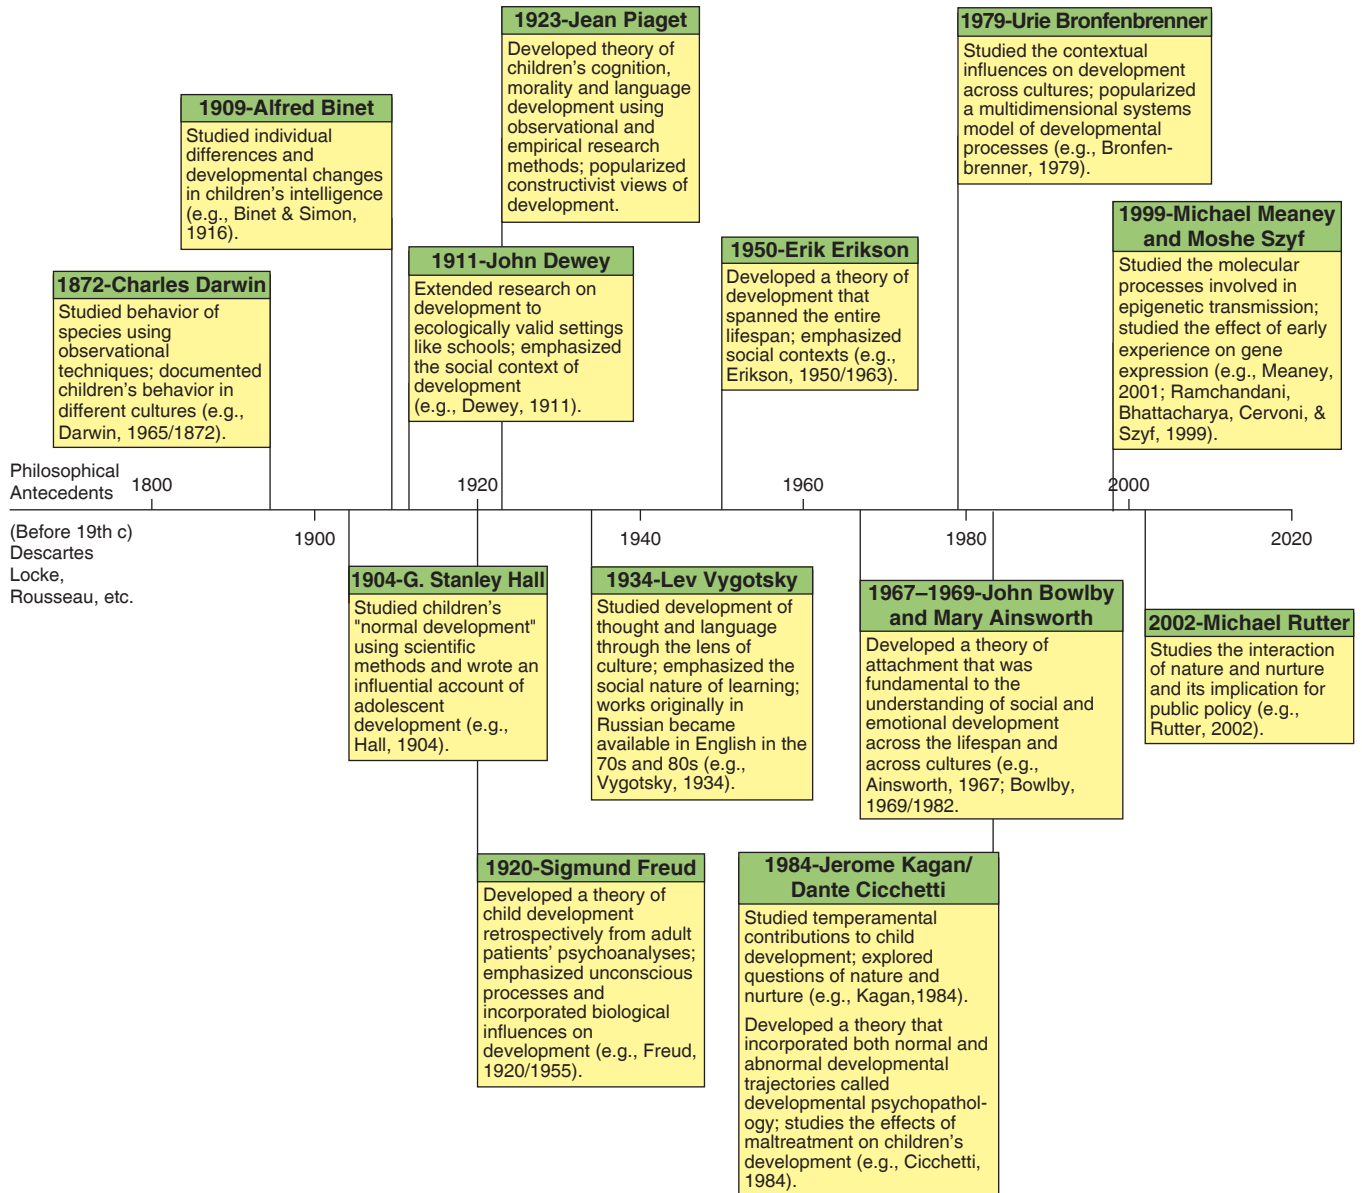 1872-Charles Darwin
Studied behavior of
species using
observational
techniques; documented
children's behavior in
different cultures (e.g.,
Darwin, 1965/1872).
1909-Alfred Binet
Studied individual
differences and
developmental changes
in children's intelligence
(e.g., Binet & Simon,
1916).
1911-John Dewey
Extended research on
development to
ecologically valid settings
like schools; emphasized
the social context of
development
(e.g., Dewey, 1911).
1923-Jean Piaget
Developed theory of
children's cognition,
morality and language
development using
observational and
empirical research
methods; popularized
constructivist views of
development.
1950-Erik Erikson
Developed a theory of
development that
spanned the entire
lifespan; emphasized
social contexts (e.g.,
Erikson, 1950/1963).
1979-Urie Bronfenbrenner
Studied the contextual
influences on development
across cultures; popularized
a multidimensional systems
model of developmental
processes (e.g., Bronfen-
brenner, 1979).
1999-Michael Meaney
and Moshe Szyf
Studied the molecular
processes involved in
epigenetic transmission;
studied the effect of early
experience on gene
expression (e.g., Meaney,
2001; Ramchandani,
Bhattacharya, Cervoni, &
Szyf, 1999).
Philosophical
Antecedents
1800
1920
1960
2000
(Before 19th c)
Descartes
Locke,
Rousseau, etc.
1900
1940
1980
2020
1904-G. Stanley Hall
Studied children's
"normal development"
using scientific
methods and wrote an
influential account of
adolescent
development (e.g.,
Hall, 1904).
1920-Sigmund Freud
Developed a theory of
child development
retrospectively from adult
patients' psychoanalyses;
emphasized unconscious
processes and
incorporated biological
influences on
development (e.g., Freud,
1920/1955).
1934-Lev Vygotsky
Studied development of
thought and language
through the lens of
culture; emphasized the
social nature of learning;
works originally in
Russian became
available in English in the
70s and 80s (e.g.,
Vygotsky, 1934).
1967–1969-John Bowlby
and Mary Ainsworth
Developed a theory of
attachment that was
fundamental to the
understanding of social and
emotional development
across the lifespan and
across cultures (e.g.,
Ainsworth, 1967; Bowlby,
1969/1982.
1984-Jerome Kagan/
Dante Cicchetti
Studied temperamental
contributions to child
development; explored
questions of nature and
nurture (e.g., Kagan,1984).
Developed a theory that
incorporated both normal and
abnormal developmental
trajectories called
developmental psychopathol-
ogy; studies the effects of
maltreatment on children's
development (e.g., Cicchetti,
1984).
2002-Michael Rutter
Studies the interaction
of nature and nurture
and its implication for
public policy (e.g.,
Rutter, 2002).